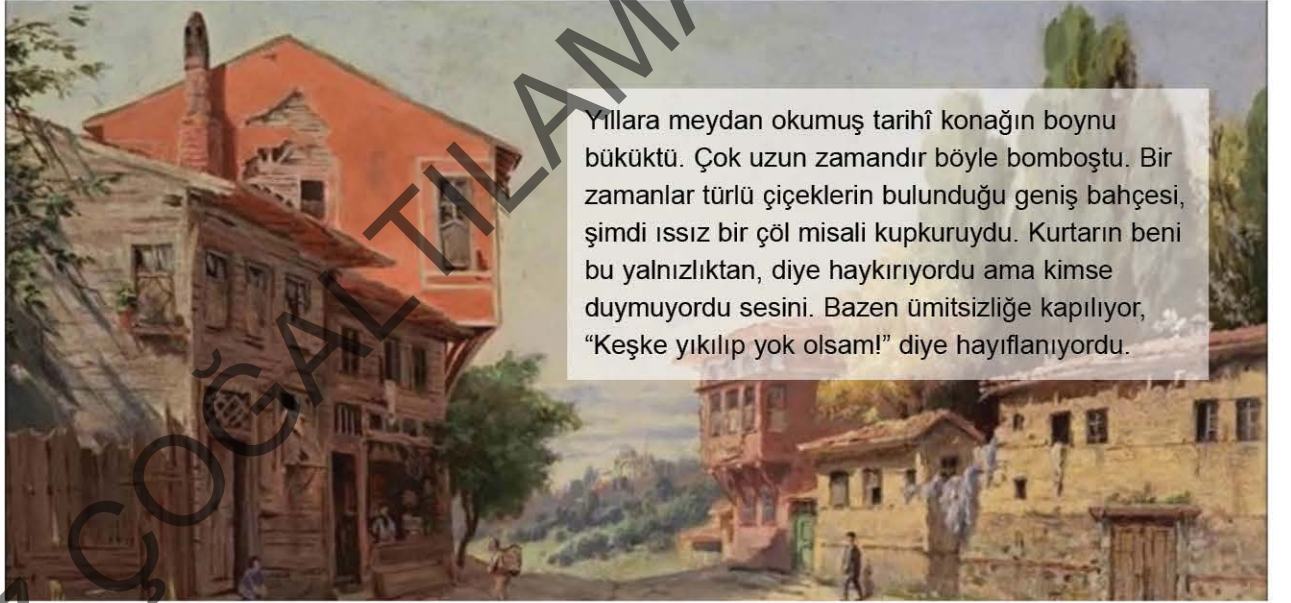 Yıllara meydan okumuş tarihî konağın boynu
büküktü. Çok uzun zamandır böyle bomboştu. Bir
zamanlar türlü çiçeklerin bulunduğu geniş bahçesi,
şimdi ıssız bir çöl misali kupkuruydu. Kurtarın beni
bu yalnızlıktan, diye haykırıyordu ama kimse
duymuyordu sesini. Bazen ümitsizliğe kapılıyor,
“Keşke yıkılıp yok olsam!” diye hayıflanıyordu.
ÇOĞALTILAMA